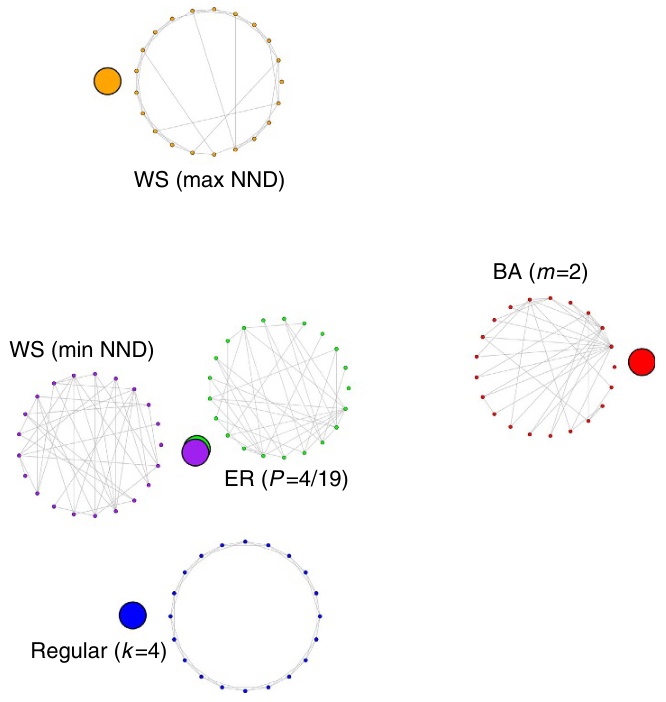 WS (max NND)
BA (m=2)
WS (min NND)
ER (P=4/19)
Regular (k=4)